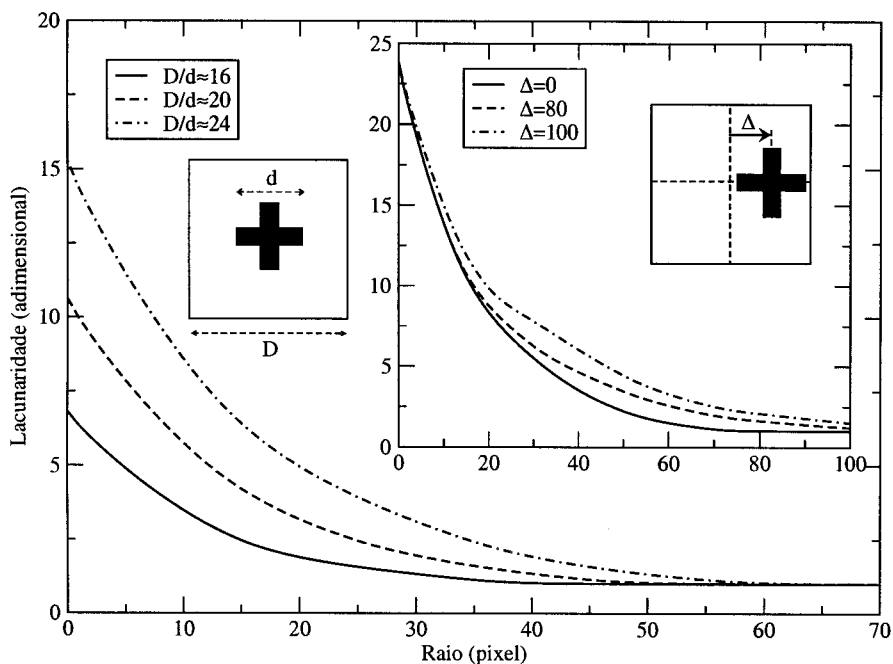 20
15
10
5
0
Lacunaridade (adimensional)
D/d≈16
D/d≈20
D/d≈24
d
D
25
20
15
10
5
0
Δ=0
Δ=80
Δ=100
Δ
0 20 40 60 80 100
0 10 20 30 40 50 60 70
Raio (pixel)